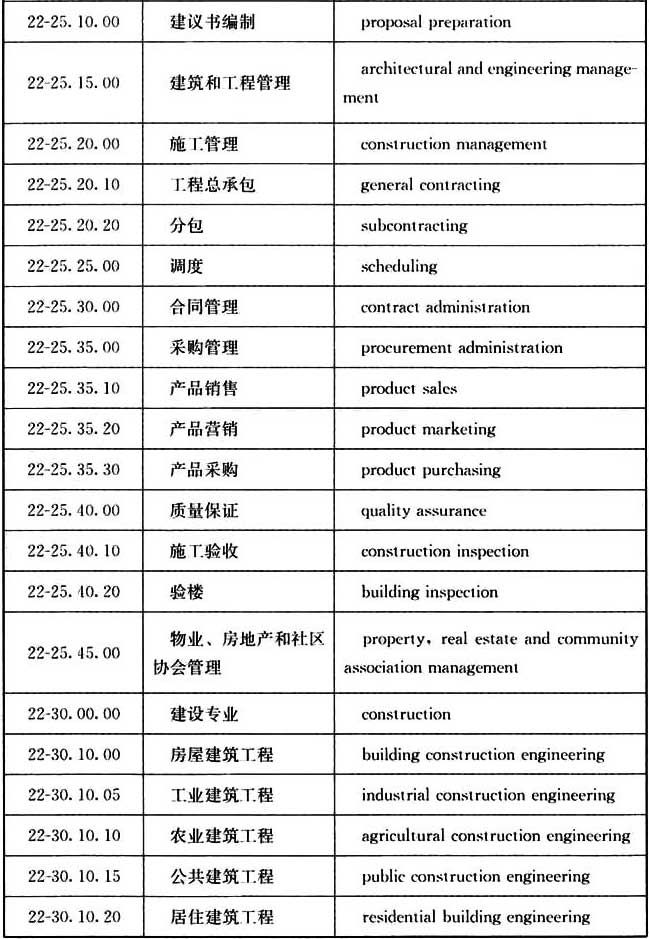 22-25.10.00 建议书编制 proposal preparation
22-25.15.00 建筑和工程管理 architectural and engineering manage-
ment
22-25.20.00 施工管理 construction management
22-25.20.10 工程总承包 general contracting
22-25.20.20 分包 subcontracting
22-25.25.00 调度 scheduling
22-25.30.00 合同管理 contract administration
22-25.35.00 采购管理 procurement administration
22-25.35.10 产品销售 product sales
22-25.35.20 产品营销 product marketing
22-25.35.30 产品采购 product purchasing
22-25.40.00 质量保证 quality assurance
22-25.40.10 施工验收 construction inspection
22-25.40.20 验楼 building inspection
22-25.45.00 物业、房地产和社区 property, real estate and community
协会管理 association management
22-30.00.00 建设专业 construction
22-30.10.00 房屋建筑工程 building construction engineering
22-30.10.05 工业建筑工程 industrial construction engineering
22-30.10.10 农业建筑工程 agricultural construction engineering
22-30.10.15 公共建筑工程 public construction engineering
22-30.10.20 居住建筑工程 residential building engineering